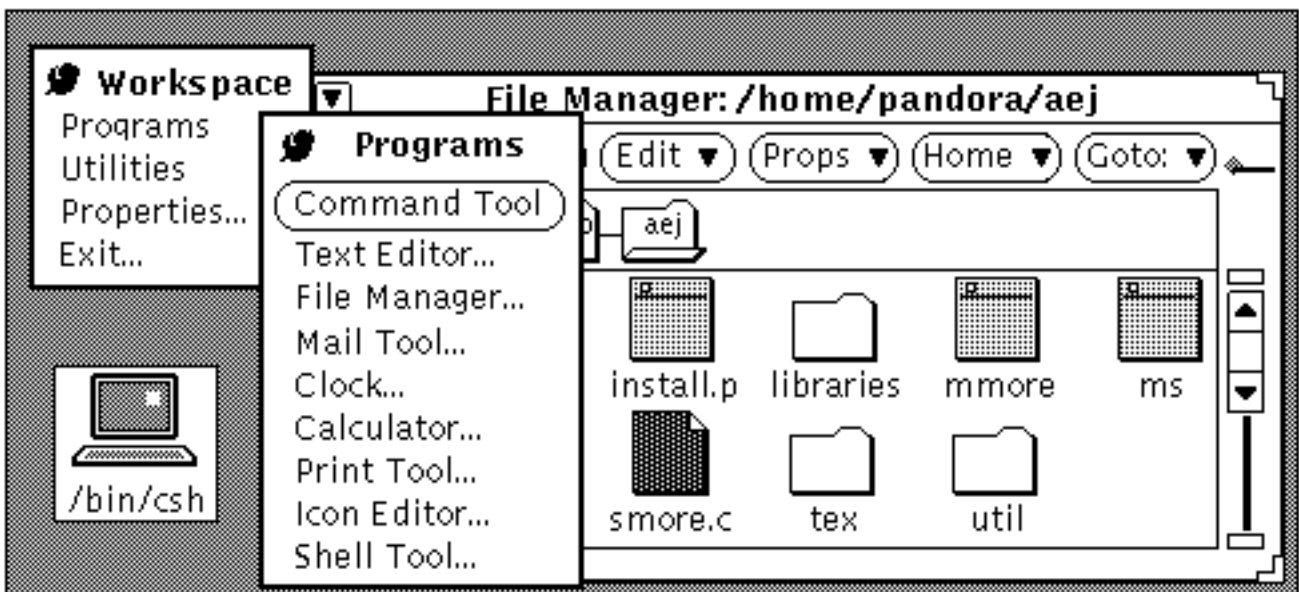 Workspace
Programs
Utilities
Properties...
Exit...
File Manager: /home/pandora/aej
Programs
Command Tool
Text Editor...
File Manager...
Mail Tool...
Clock...
Calculator...
Print Tool...
Icon Editor...
Shell Tool...
Edit Props Home Goto:
aej
install.p libraries mmore ms
smore.c tex util
/bin/csh